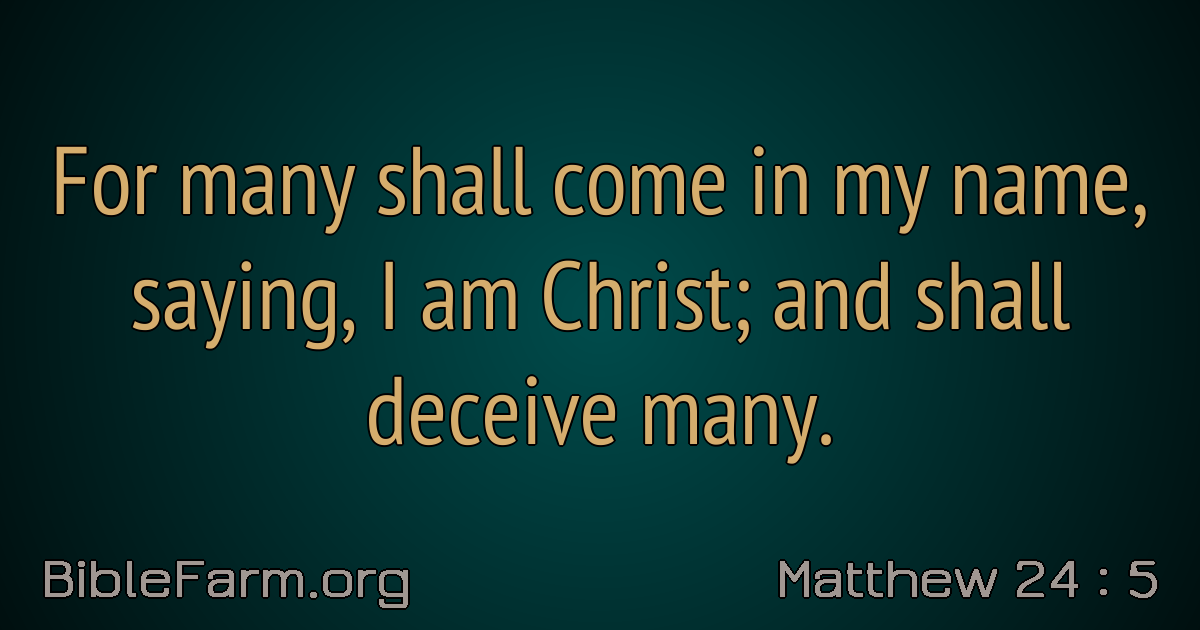 For many shall come in my name,
saying, I am Christ; and shall
deceive many.
BibleFarm.org
Matthew 24 : 5